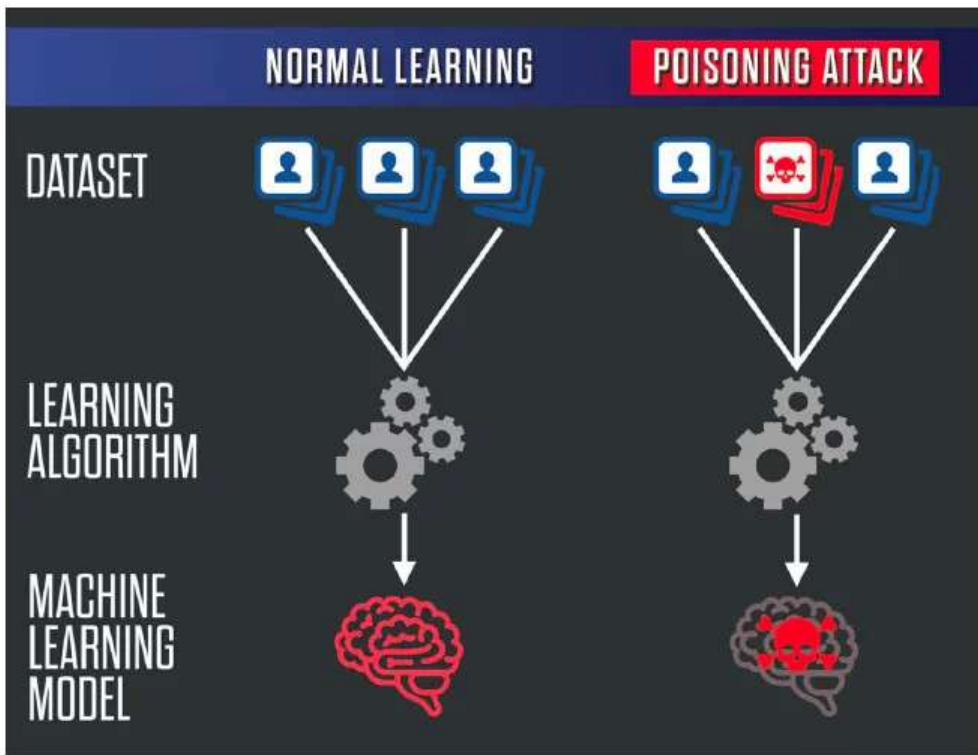 NORMAL LEARNING
POISONING ATTACK
DATASET
LEARNING
ALGORITHM
MACHINE
LEARNING
MODEL